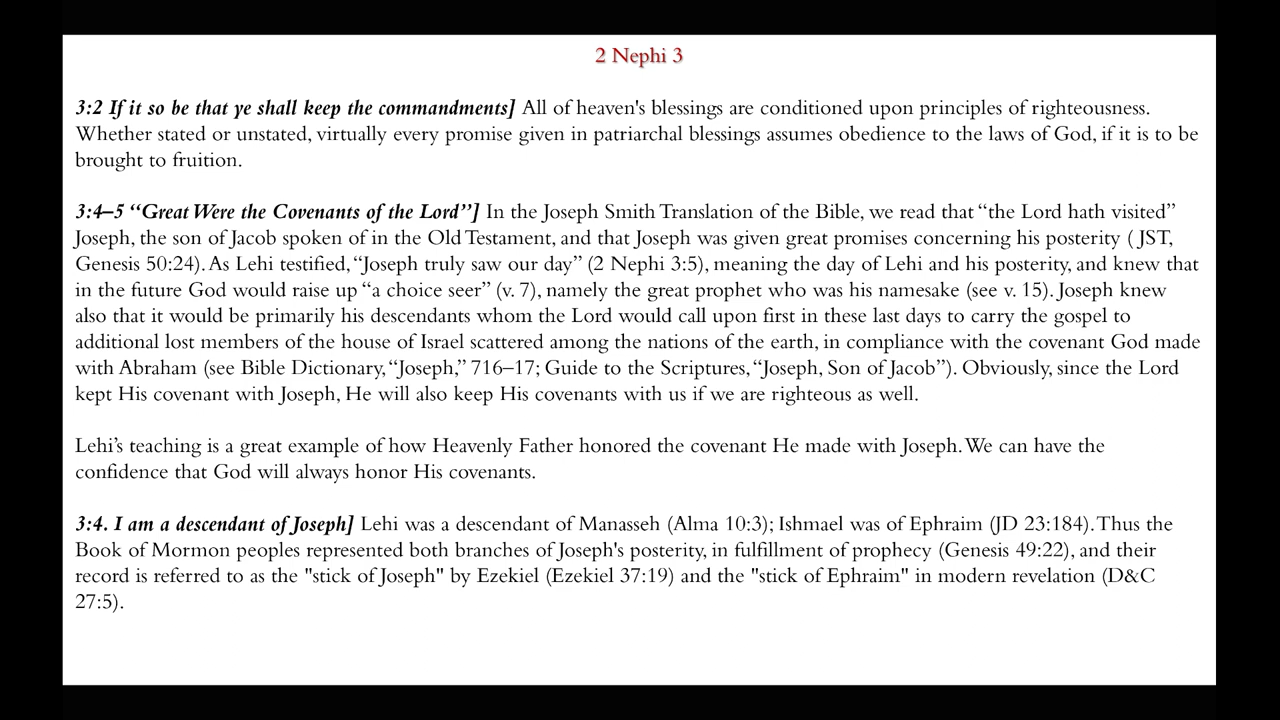 2 Nephi 3
3:2 If it so be that ye shall keep the commandments] All of heaven's blessings are conditioned upon principles of righteousness.
Whether stated or unstated, virtually every promise given in patriarchal blessings assumes obedience to the laws of God, if it is to be
brought to fruition.
3:4–5 “Great Were the Covenants of the Lord”] In the Joseph Smith Translation of the Bible, we read that “the Lord hath visited”
Joseph, the son of Jacob spoken of in the Old Testament, and that Joseph was given great promises concerning his posterity ( JST,
Genesis 50:24). As Lehi testified, “Joseph truly saw our day” (2 Nephi 3:5), meaning the day of Lehi and his posterity, and knew that
in the future God would raise up “a choice seer” (v. 7), namely the great prophet who was his namesake (see v. 15). Joseph knew
also that it would be primarily his descendants whom the Lord would call upon first in these last days to carry the gospel to
additional lost members of the house of Israel scattered among the nations of the earth, in compliance with the covenant God made
with Abraham (see Bible Dictionary, “Joseph,” 716–17; Guide to the Scriptures, “Joseph, Son of Jacob”). Obviously, since the Lord
kept His covenant with Joseph, He will also keep His covenants with us if we are righteous as well.
Lehi’s teaching is a great example of how Heavenly Father honored the covenant He made with Joseph. We can have the
confidence that God will always honor His covenants.
3:4. I am a descendant of Joseph] Lehi was a descendant of Manasseh (Alma 10:3); Ishmael was of Ephraim (JD 23:184). Thus the
Book of Mormon peoples represented both branches of Joseph's posterity, in fulfillment of prophecy (Genesis 49:22), and their
record is referred to as the "stick of Joseph" by Ezekiel (Ezekiel 37:19) and the "stick of Ephraim" in modern revelation (D&C
27:5).